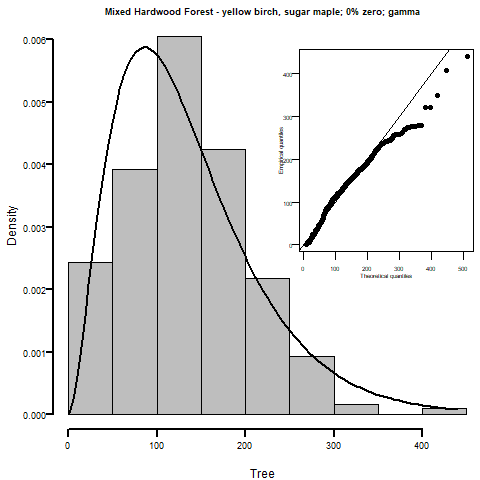 Mixed Hardwood Forest - yellow birch, sugar maple; 0% zero; gamma
Density
0.006
0.005
0.004
0.003
0.002
0.001
0.000
0 100 200 300 400
Tree
Empirical quantiles
400
300
200
100
0
0 100 200 300 400 500
Theoretical quantiles